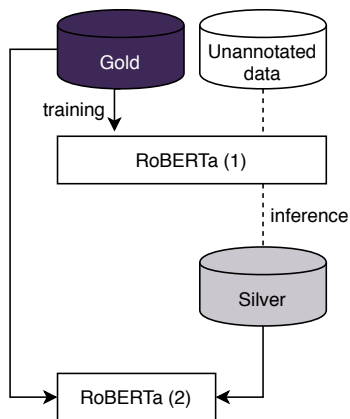 Gold
Unannotated
data
training
RoBERTa (1)
inference
Silver
RoBERTa (2)